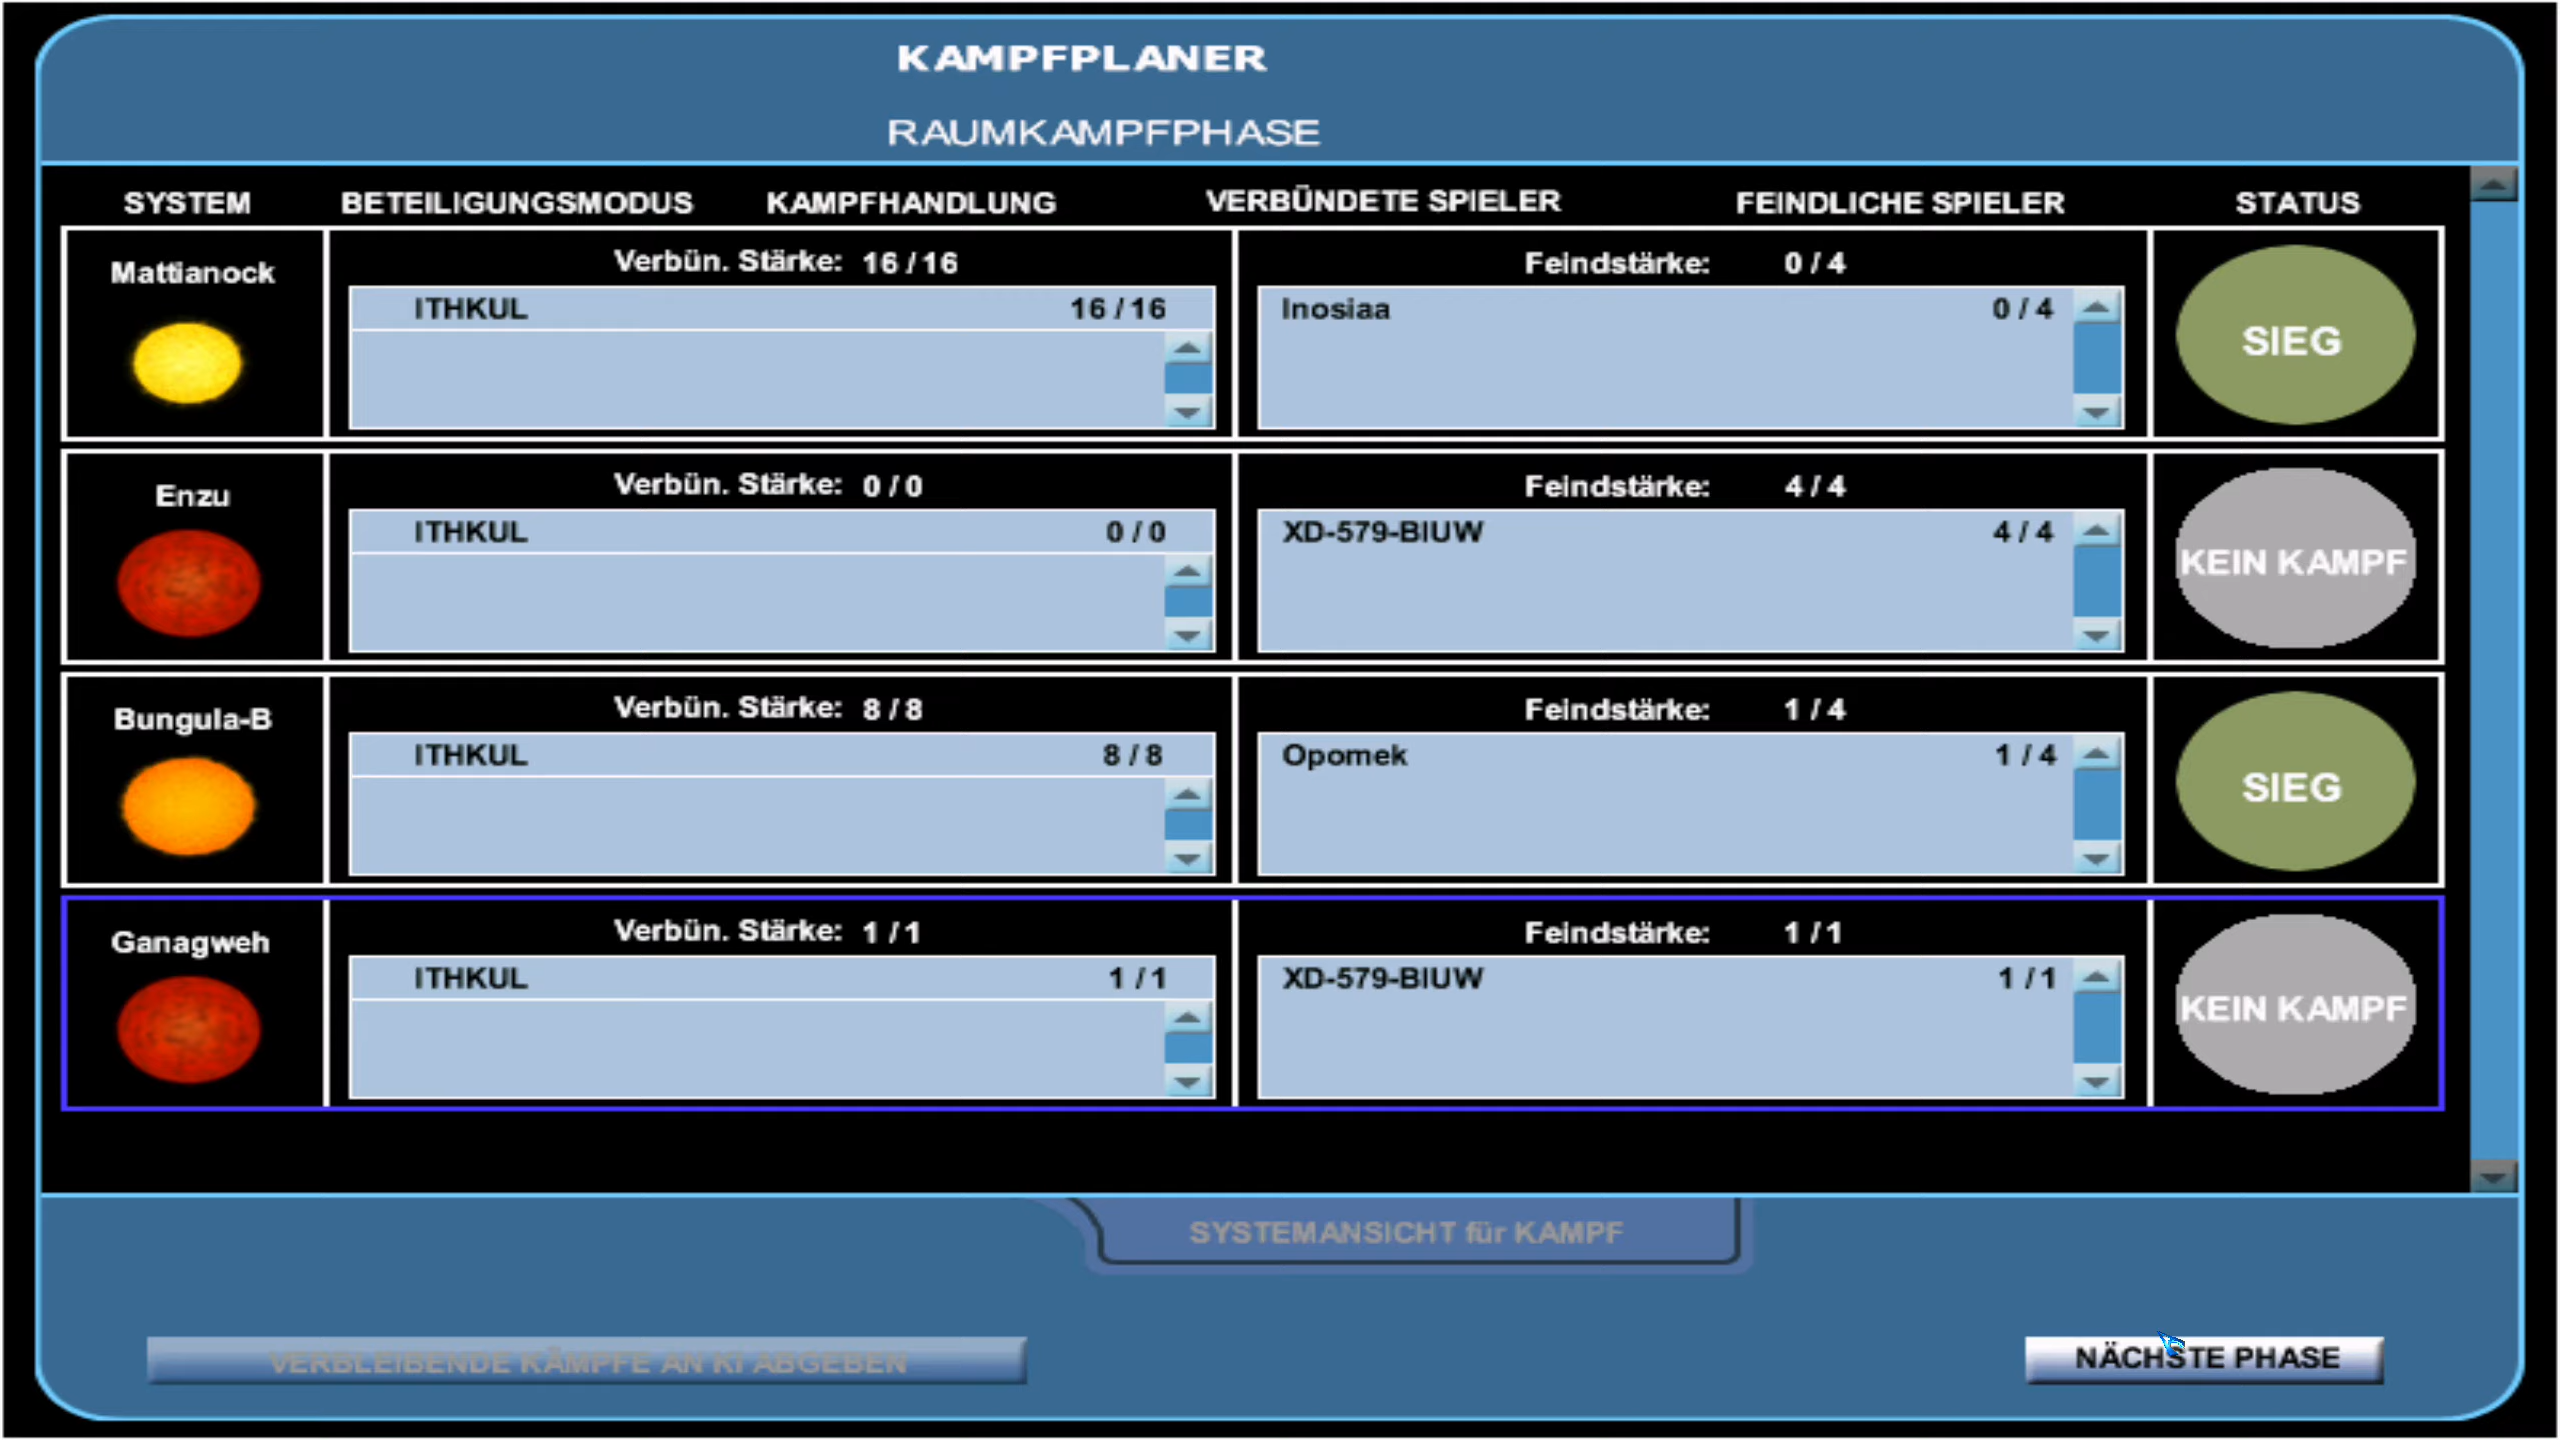 KAMPFPLANER
RAUMKAMPFPHASE
SYSTEM BETEILIGUNGSMODUS KAMPFHANDLUNG VERBÜNDETE SPIELER FEINDLICHE SPIELER STATUS
Mattianock
Verbün. Stärke: 16 / 16
ITHKUL 16 / 16
Feindstärke: 0 / 4
Inosiaa 0 / 4
SIEG
Enzu
Verbün. Stärke: 0 / 0
ITHKUL 0 / 0
Feindstärke: 4 / 4
XD-579-BIUW 4 / 4
KEIN KAMPF
Bungula-B
Verbün. Stärke: 8 / 8
ITHKUL 8 / 8
Feindstärke: 1 / 4
Opomek 1 / 4
SIEG
Ganagweh
Verbün. Stärke: 1 / 1
ITHKUL 1 / 1
Feindstärke: 1 / 1
XD-579-BIUW 1 / 1
KEIN KAMPF
SYSTEMANSICHT für KAMPF
VERBLEIBENDE KÄMPFE AN KI ABGEBEN
NÄCHSTE PHASE